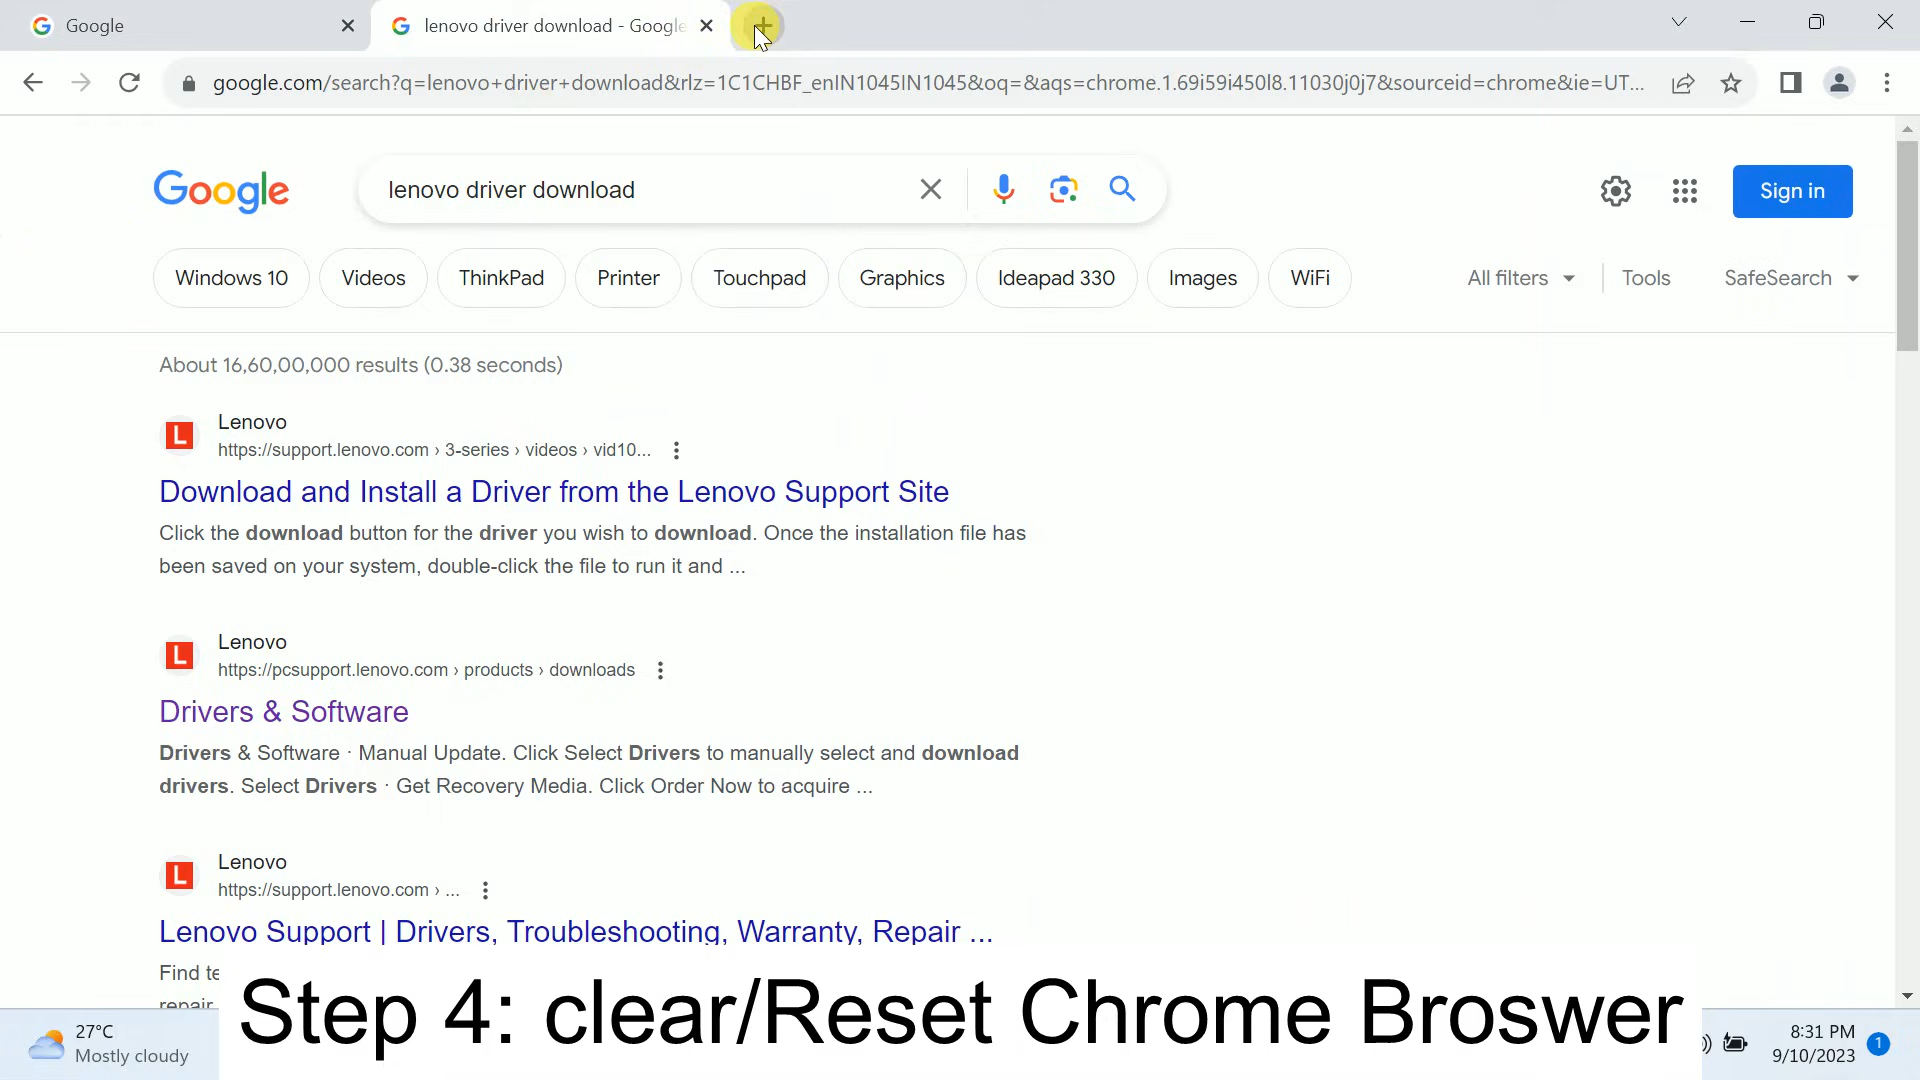 Google
lenovo driver download - Google
google.com/search?q=lenovo+driver+download&rlz=1C1CHBF_enIN1045IN1045&oq=&aqs=chrome.1.69i59i450l8.11030j0j7&sourceid=chrome&ie=UT...
Google
lenovo driver download
Sign in
Windows 10
Videos
ThinkPad
Printer
Touchpad
Graphics
Ideapad 330
Images
WiFi
All filters
Tools
SafeSearch
About 16,60,00,000 results (0.38 seconds)
L
Lenovo
https://support.lenovo.com › 3-series › videos › vid10...
Download and Install a Driver from the Lenovo Support Site
Click the download button for the driver you wish to download. Once the installation file has
been saved on your system, double-click the file to run it and ...
L
Lenovo
https://pcsupport.lenovo.com › products › downloads
Drivers & Software
Drivers & Software · Manual Update. Click Select Drivers to manually select and download
drivers. Select Drivers · Get Recovery Media. Click Order Now to acquire ...
L
Lenovo
https://support.lenovo.com › ...
Lenovo Support | Drivers, Troubleshooting, Warranty, Repair ...
Find te
repair
Step 4: clear/Reset Chrome Broswer
27°C
Mostly cloudy
8:31 PM
9/10/2023
1